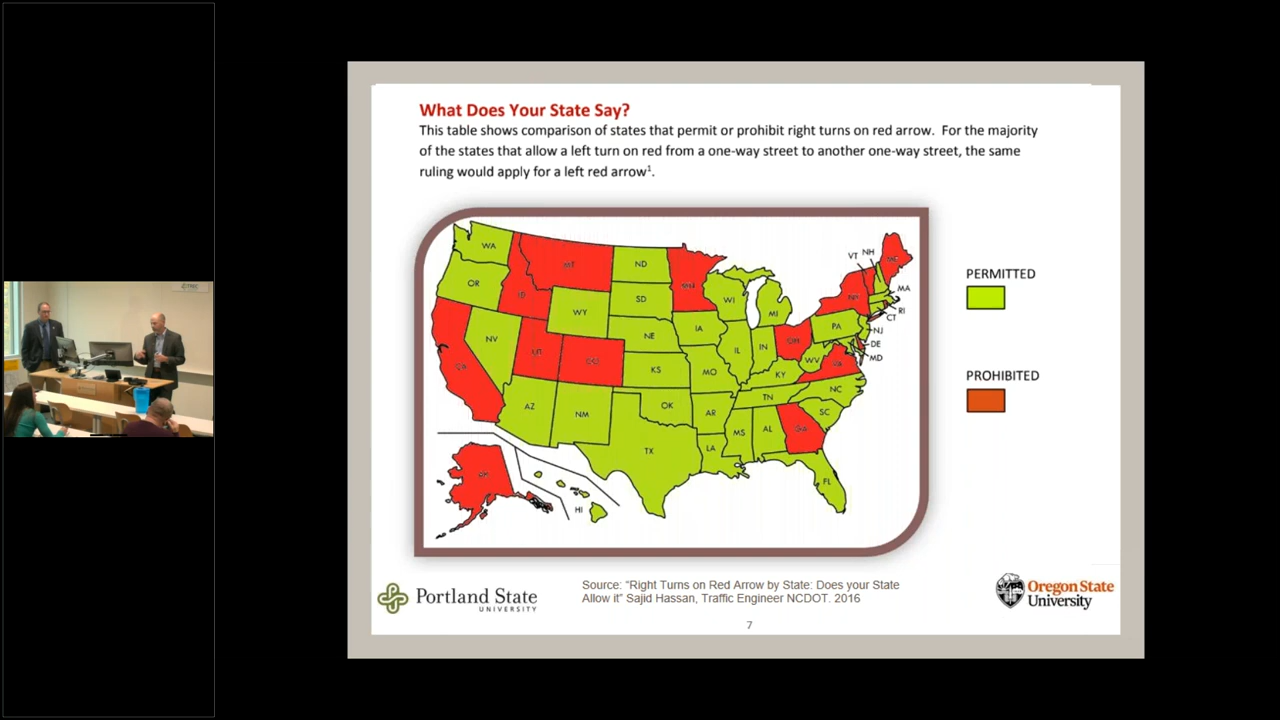 What Does Your State Say?
This table shows comparison of states that permit or prohibit right turns on red arrow. For the majority
of the states that allow a left turn on red from a one-way street to another one-way street, the same
ruling would apply for a left red arrow¹.
WA
MT
ND
MN
VT
NH
ME
OR
ID
SD
WI
MI
NY
MA
RI
CT
WY
NE
IA
PA
NJ
NV
UT
CO
IL
IN
OH
DE
MD
CA
KS
MO
WV
VA
KY
NC
AZ
NM
OK
AR
TN
SC
TX
LA
MS
AL
GA
FL
AK
HI
PERMITTED
PROHIBITED
Portland State
UNIVERSITY
Source: “Right Turns on Red Arrow by State: Does your State
Allow it” Sajid Hassan, Traffic Engineer NCDOT. 2016
Oregon State
University
7